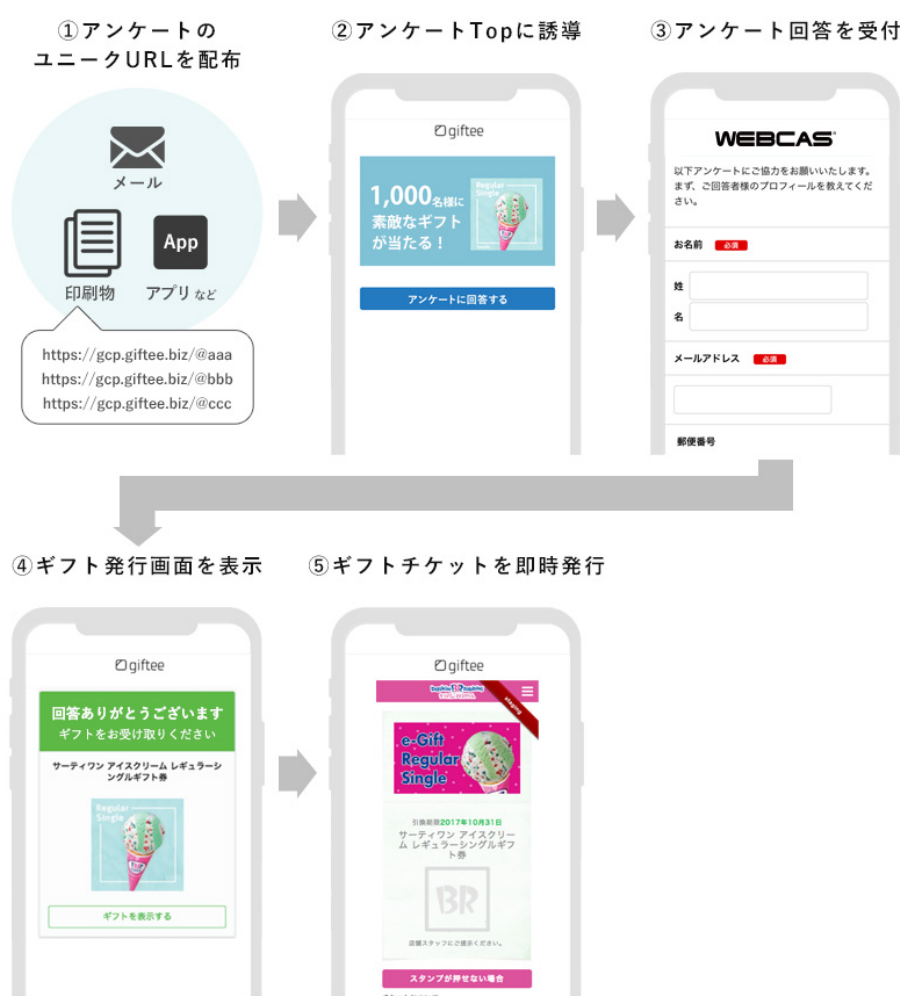 ①アンケートの
ユニークURLを配布
メール
App
印刷物
アプリ など
https://gcp.giftee.biz/@aaa
https://gcp.giftee.biz/@bbb
https://gcp.giftee.biz/@ccc
②アンケートTopに誘導
giftee
1,000名様に
素敵なギフト
が当たる！
Regular
Single
アンケートに回答する
③アンケート回答を受付
WEBCAS
以下アンケートにご協力をお願いいたします。
まず、ご回答者様のプロフィールを教えてくだ
さい。
お名前 必須
姓
名
メールアドレス 必須
郵便番号
④ギフト発行画面を表示
giftee
回答ありがとうございます
ギフトをお受け取りください
サーティワン アイスクリーム レギュラーシ
ングルギフト券
Regular
Single
ギフトを表示する
⑤ギフトチケットを即時発行
giftee
Baskin BR Robbins
staging
e-Gift
Regular
Single
引換期限2017年10月31日
サーティワン アイスクリー
ム レギュラーシングルギフ
ト券
BR
店舗スタッフにご提示ください。
スタンプが押せない場合